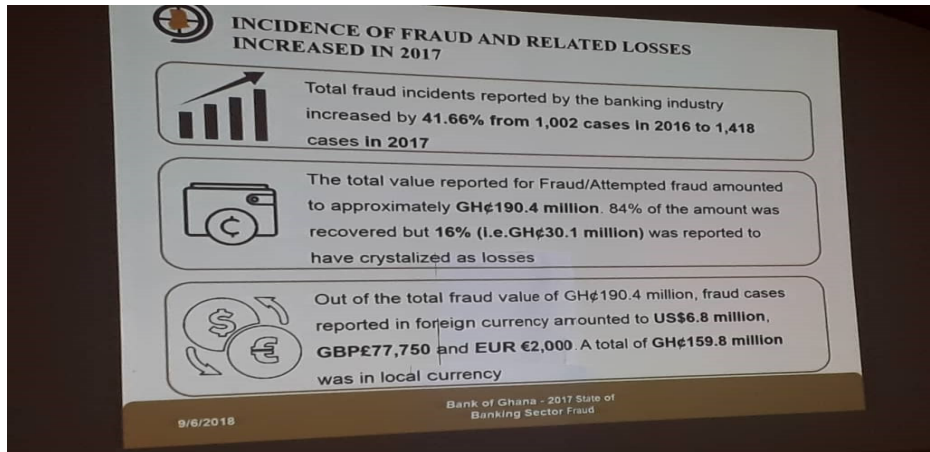 INCIDENCE OF FRAUD AND RELATED LOSSES
INCREASED IN 2017
Total fraud incidents reported by the banking industry
increased by 41.66% from 1,002 cases in 2016 to 1,418
cases in 2017
The total value reported for Fraud/Attempted fraud amounted
to approximately GH¢190.4 million. 84% of the amount was
recovered but 16% (i.e.GH¢30.1 million) was reported to
have crystalized as losses
Out of the total fraud value of GH¢190.4 million, fraud cases
reported in foreign currency amounted to US$6.8 million,
GBP£77,750 and EUR €2,000. A total of GH¢159.8 million
was in local currency
9/6/2018
Bank of Ghana - 2017 State of
Banking Sector Fraud